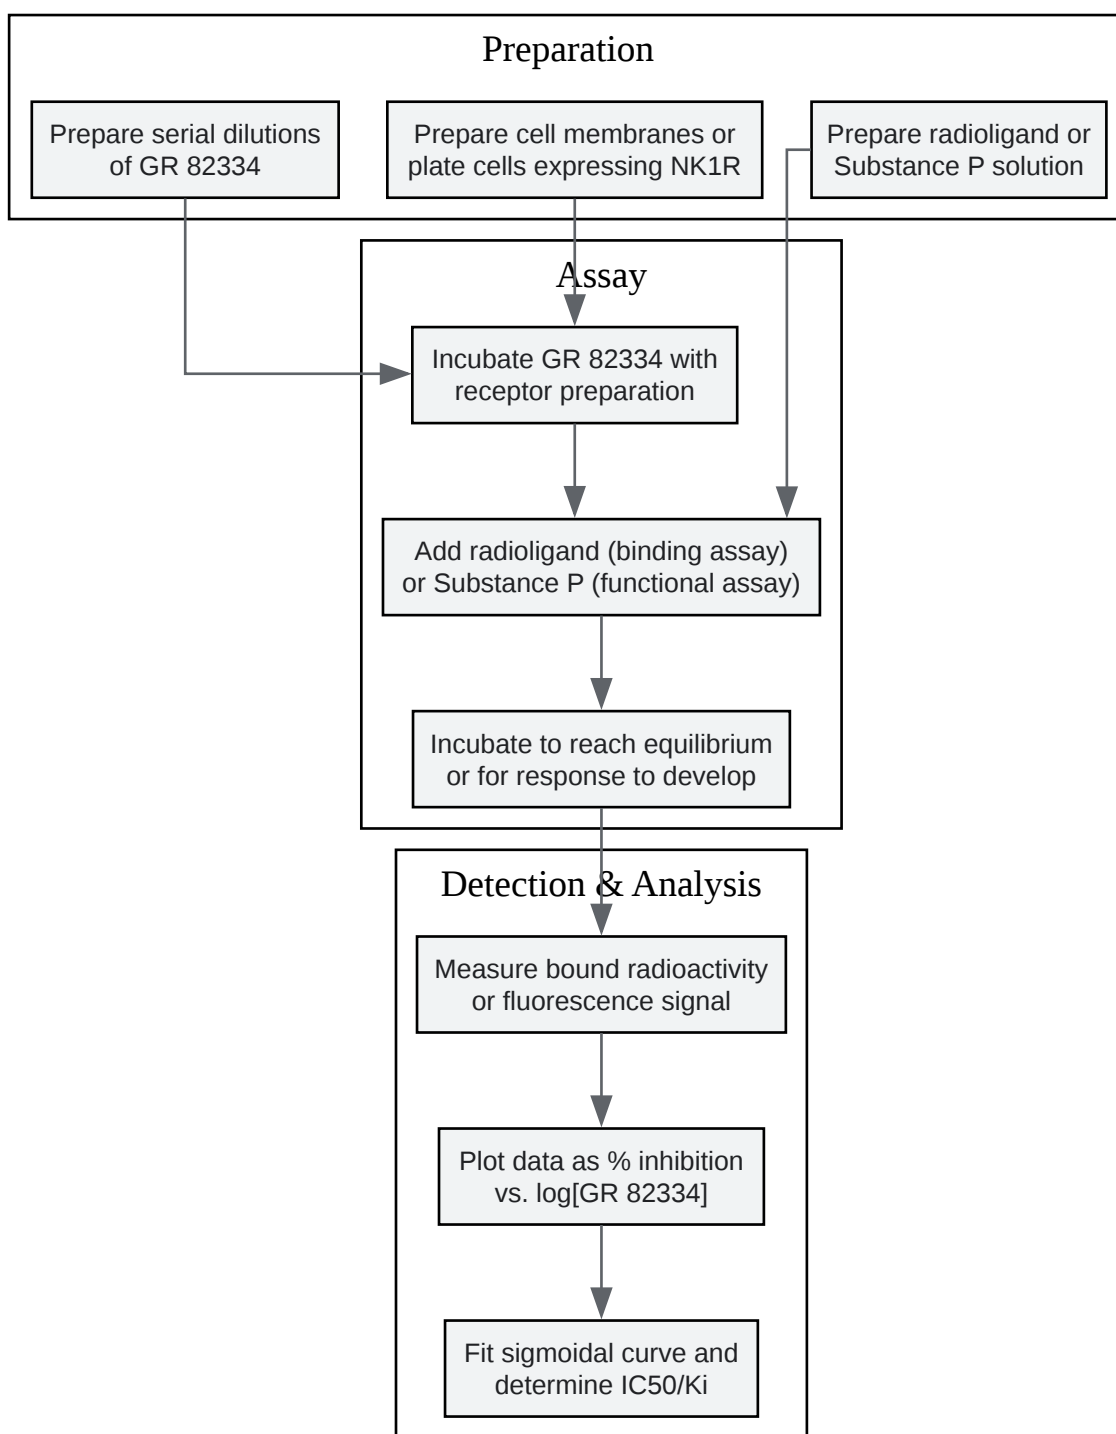 Preparation
Prepare serial dilutions
of GR 82334
Prepare cell membranes or
plate cells expressing NK1R
Prepare radioligand or
Substance P solution
Assay
Incubate GR 82334 with
receptor preparation
Add radioligand (binding assay)
or Substance P (functional assay)
Incubate to reach equilibrium
or for response to develop
Detection & Analysis
Measure bound radioactivity
or fluorescence signal
Plot data as % inhibition
vs. log[GR 82334]
Fit sigmoidal curve and
determine IC50/Ki